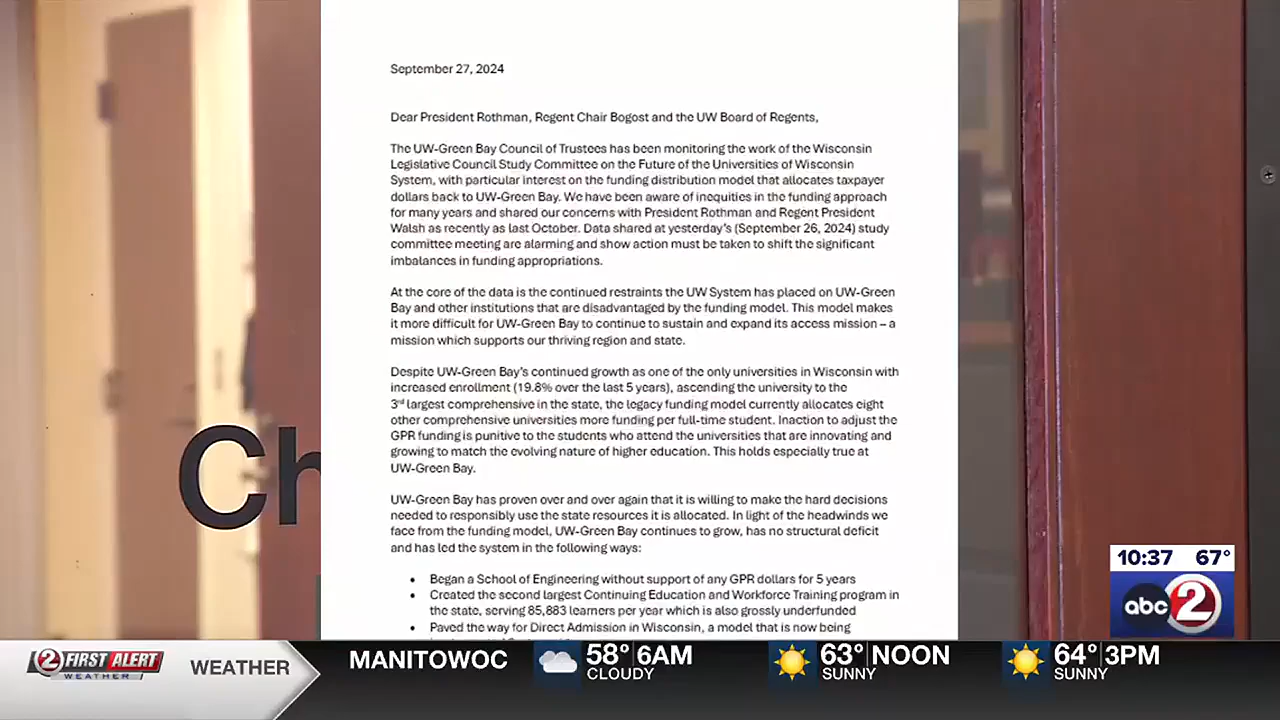 September 27, 2024
Dear President Rothman, Regent Chair Bogost and the UW Board of Regents,
The UW-Green Bay Council of Trustees has been monitoring the work of the Wisconsin
Legislative Council Study Committee on the Future of the Universities of Wisconsin
System, with particular interest on the funding distribution model that allocates taxpayer
dollars back to UW-Green Bay. We have been aware of inequities in the funding approach
for many years and shared our concerns with President Rothman and Regent President
Walsh as recently as last October. Data shared at yesterday's (September 26, 2024) study
committee meeting are alarming and show action must be taken to shift the significant
imbalances in funding appropriations.
At the core of the data is the continued restraints the UW System has placed on UW-Green
Bay and other institutions that are disadvantaged by the funding model. This model makes
it more difficult for UW-Green Bay to continue to sustain and expand its access mission – a
mission which supports our thriving region and state.
Despite UW-Green Bay's continued growth as one of the only universities in Wisconsin with
increased enrollment (19.8% over the last 5 years), ascending the university to the
3rd largest comprehensive in the state, the legacy funding model currently allocates eight
other comprehensive universities more funding per full-time student. Inaction to adjust the
GPR funding is punitive to the students who attend the universities that are innovating and
growing to match the evolving nature of higher education. This holds especially true at
UW-Green Bay.
UW-Green Bay has proven over and over again that it is willing to make the hard decisions
needed to responsibly use the state resources it is allocated. In light of the headwinds we
face from the funding model, UW-Green Bay continues to grow, has no structural deficit
and has led the system in the following ways:
• Began a School of Engineering without support of any GPR dollars for 5 years
• Created the second largest Continuing Education and Workforce Training program in
the state, serving 85,883 learners per year which is also grossly underfunded
• Paved the way for Direct Admission in Wisconsin, a model that is now being
Ch
10:37 67°
abc 2
2 FIRST ALERT
WEATHER
WEATHER
MANITOWOC
58° 6AM
CLOUDY
63° NOON
SUNNY
64° 3PM
SUNNY